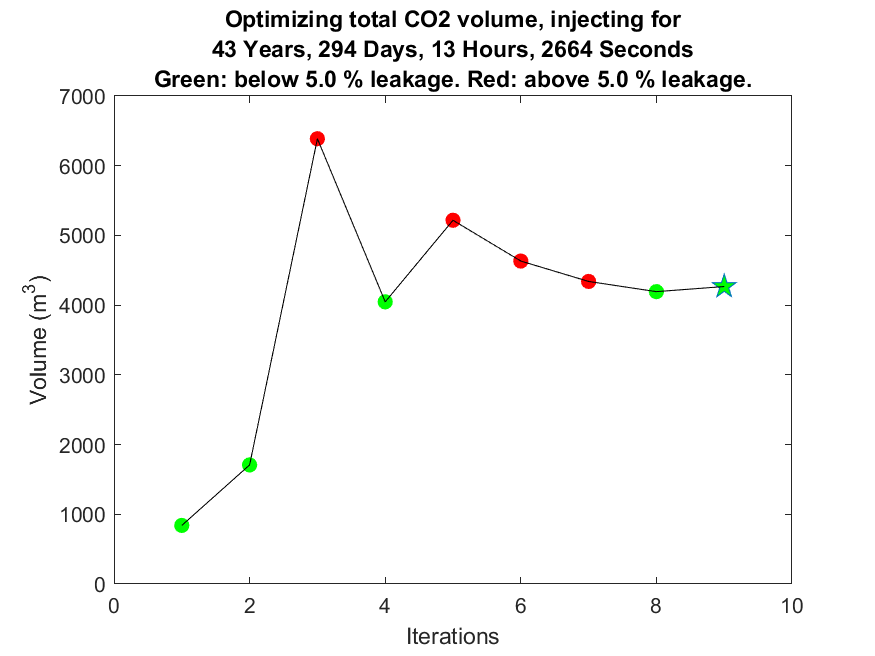 Optimizing total CO2 volume, injecting for
43 Years, 294 Days, 13 Hours, 2664 Seconds
Green: below 5.0 % leakage. Red: above 5.0 % leakage.
7000
6000
5000
4000
3000
2000
1000
0
Volume (m³)
0 2 4 6 8 10
Iterations